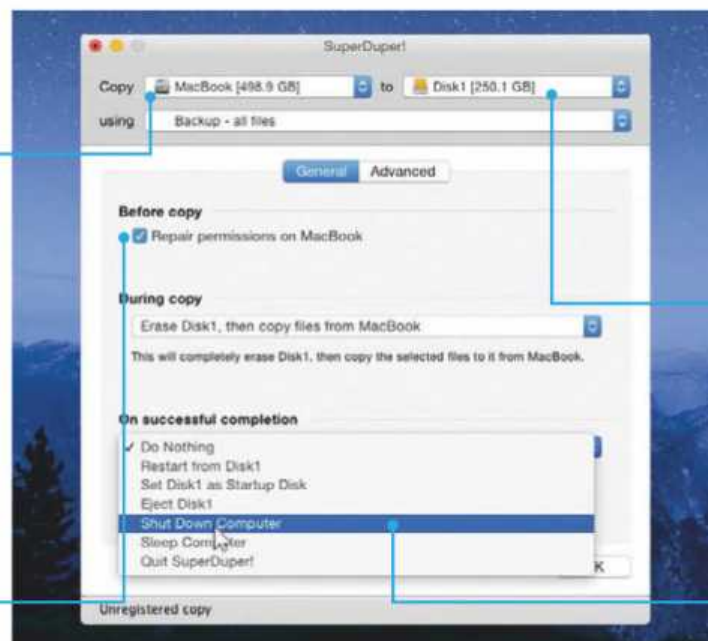 SuperDuper!
Copy MacBook [498.9 GB] to Disk1 [250.1 GB]
using Backup - all files
General Advanced
Before copy
Repair permissions on MacBook
During copy
Erase Disk1, then copy files from MacBook
This will completely erase Disk1, then copy the selected files to it from MacBook.
On successful completion
✓ Do Nothing
Restart from Disk1
Set Disk1 as Startup Disk
Eject Disk1
Shut Down Computer
Sleep Computer
Quit SuperDuper!
K
Unregistered copy